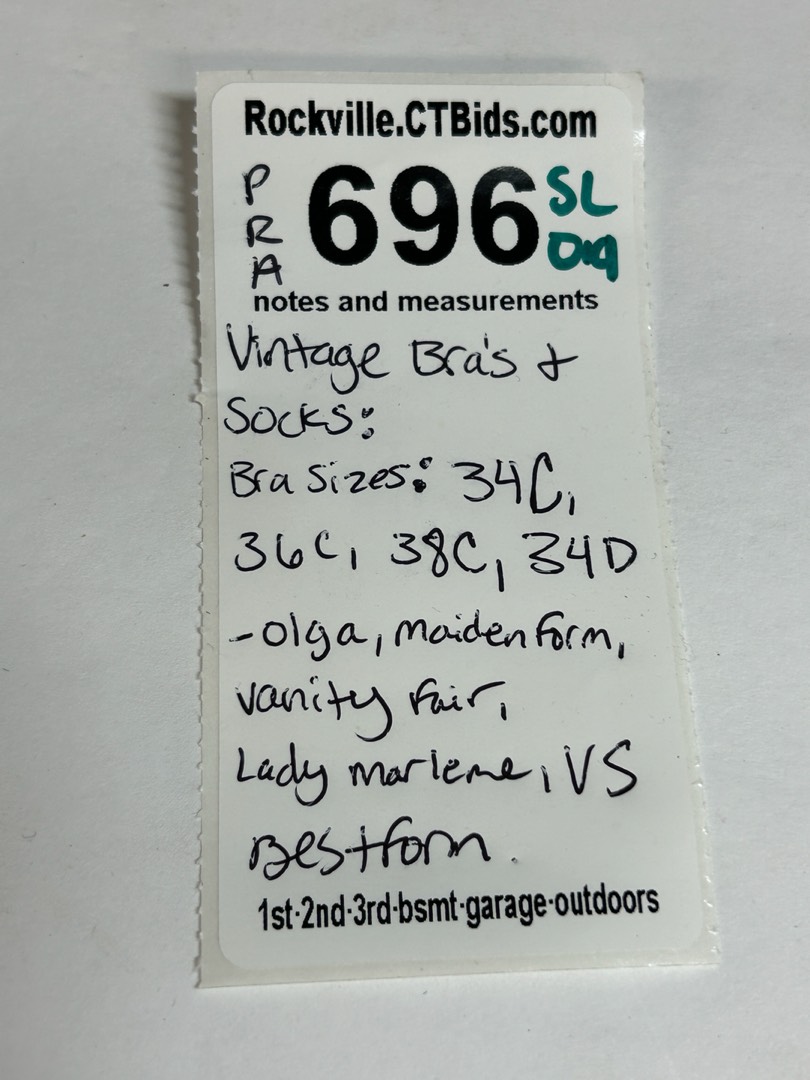 Rockville.CTBids.com
PRA
696
SL
notes and measurements
Vintage Bra's &
Socks:
Bra Sizes: 34C,
36C, 38C, 34D
-olga, maidenform,
vanity fair,
Lady marlene, VS
Bestform.
1st·2nd·3rd·bsmt·garage·outdoors